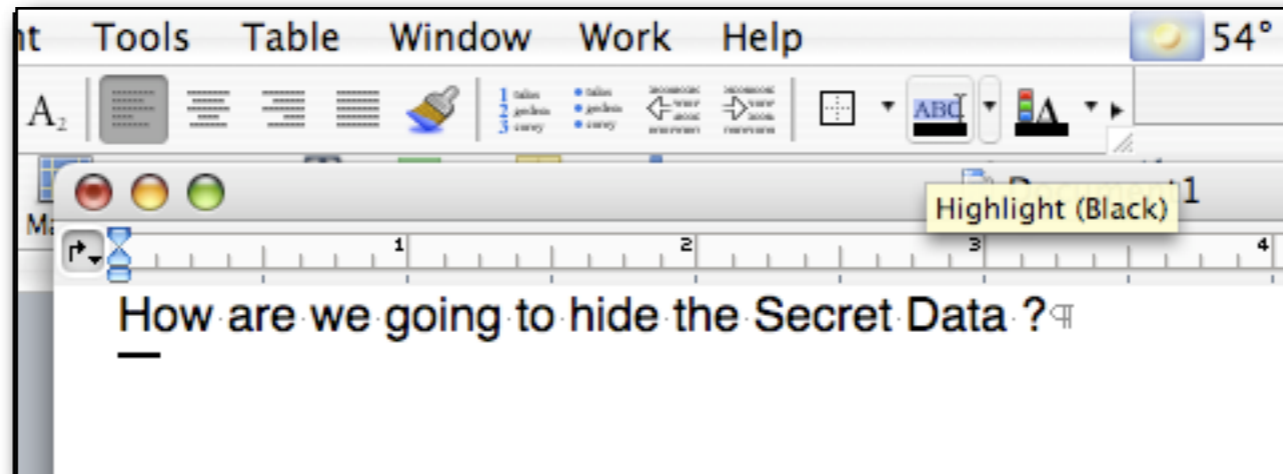 nt Tools Table Window Work Help 54°
A2 ABC A
Document1
Highlight (Black)
1 2 3 4
How are we going to hide the Secret Data ?¶